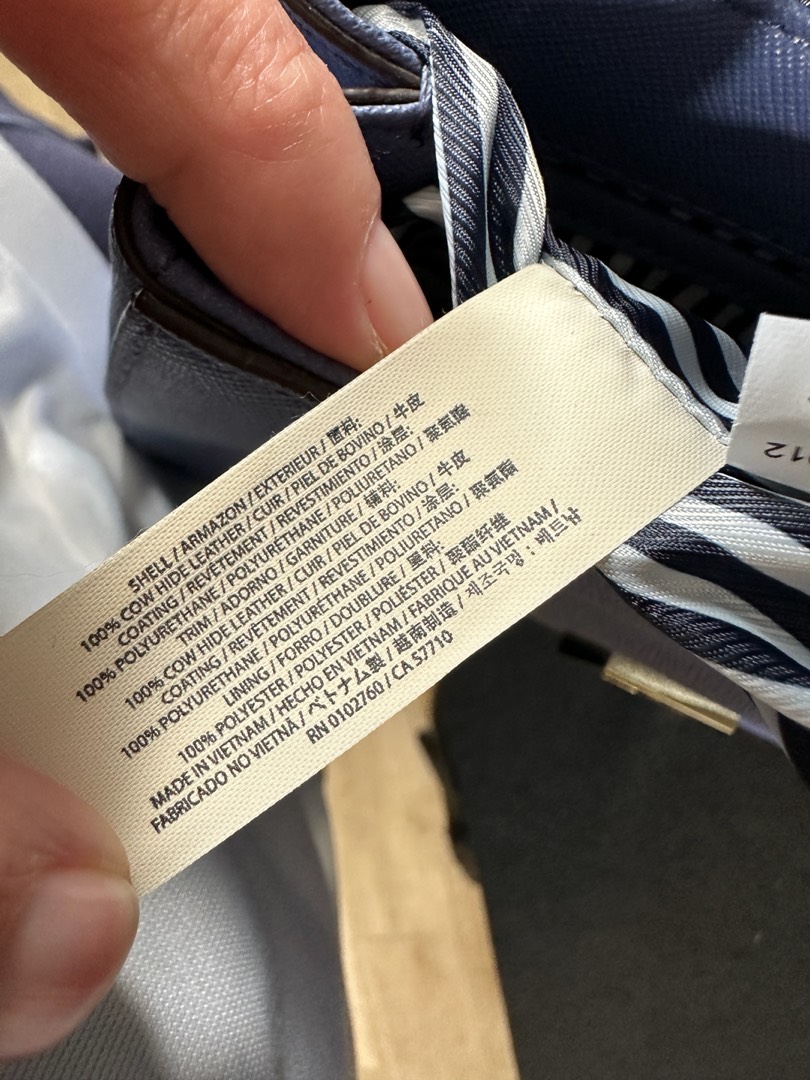 SHELL / ARMAZON / EXTERIEUR / 面料:
100% COW HIDE LEATHER / CUIR / PIEL DE BOVINO / 牛皮
COATING / REVÊTEMENT / REVESTIMIENTO / 涂层:
100% POLYURETHANE / POLYURETHANE / POLIURETANO / 聚氨酯
TRIM / ADORNO / GARNITURE / 辅料:
100% COW HIDE LEATHER / CUIR / PIEL DE BOVINO / 牛皮
COATING / REVÊTEMENT / REVESTIMIENTO / 涂层:
100% POLYURETHANE / POLYURETHANE / POLIURETANO / 聚氨酯
LINING / FORRO / DOUBLURE / 里料:
100% POLYESTER / POLYESTER / POLIÉSTER / 聚酯纤维
MADE IN VIETNAM / HECHO EN VIETNAM / FABRIQUE AU VIETNAM /
FABRICADO NO VIETNÃ / ベトナム製 / 越南制造 / 제조국명 : 베트남
RN 0102760 / CA 57710